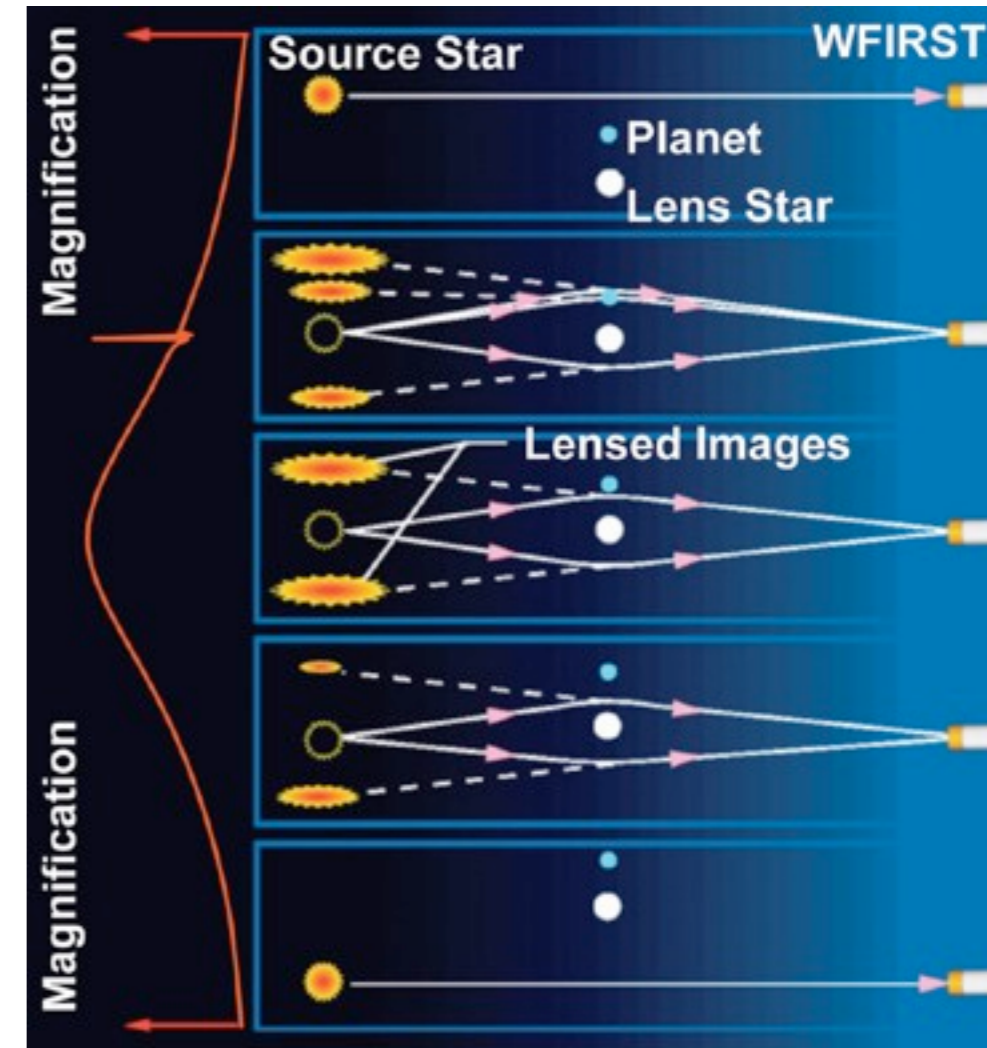 Magnification
Source Star
WFIRST
Planet
Lens Star
Lensed Images
Magnification